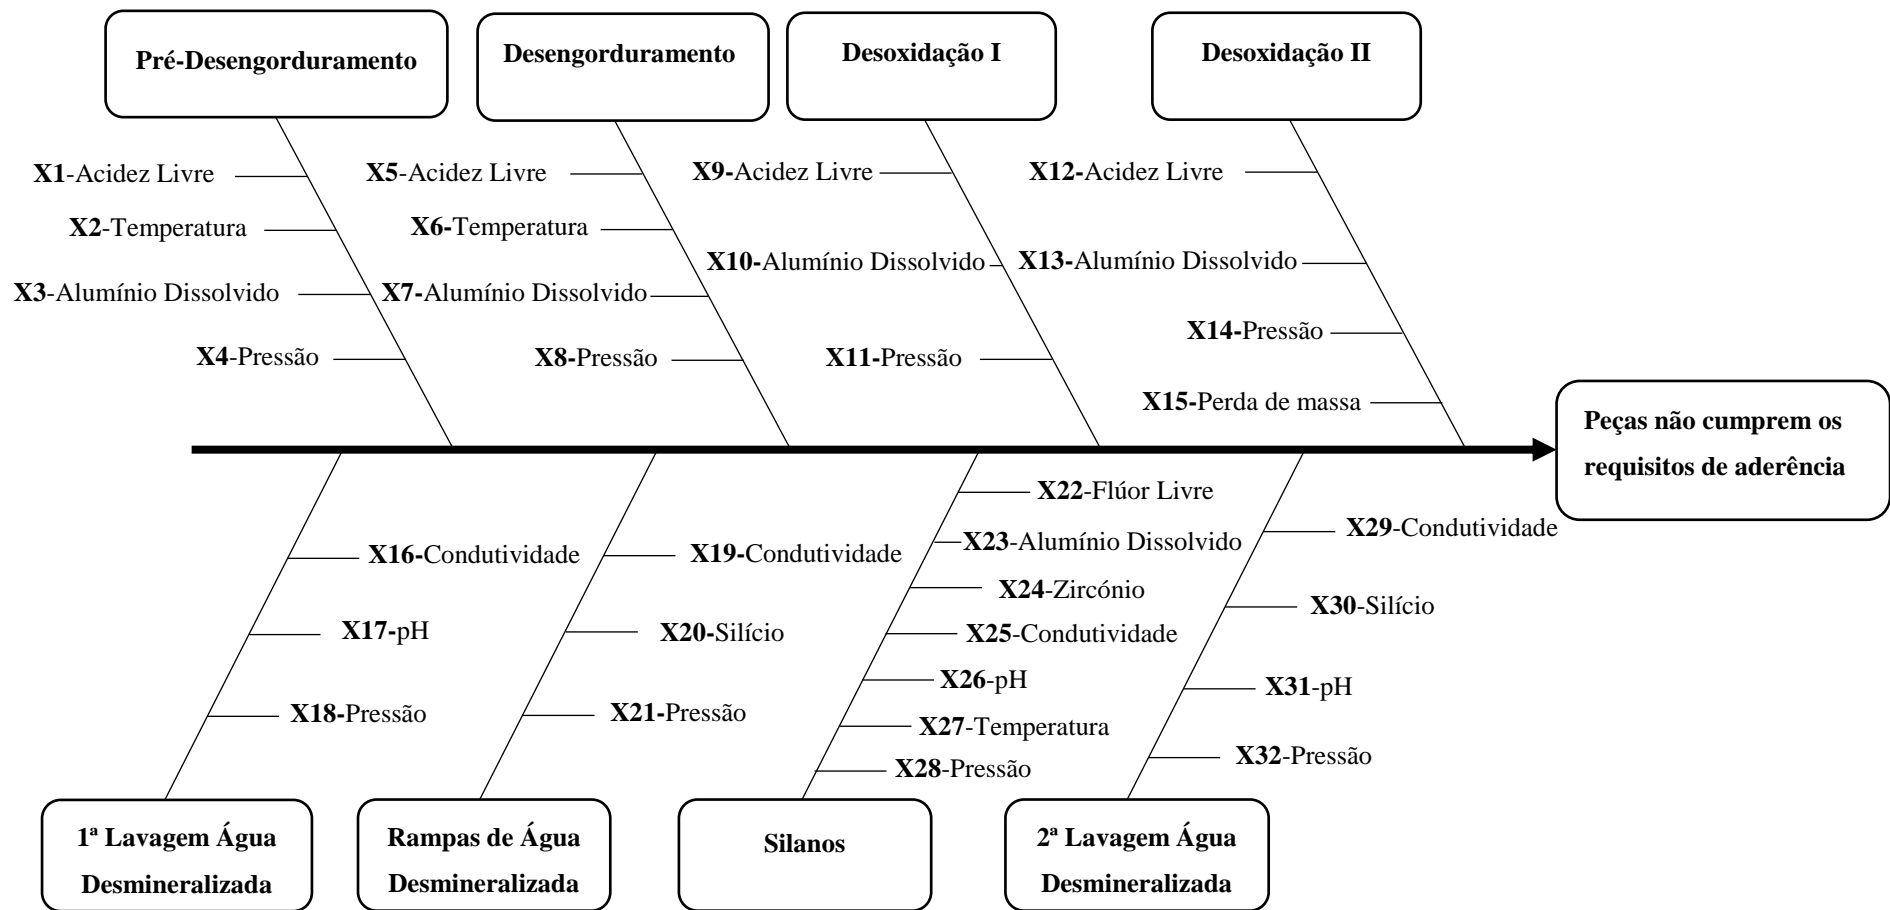 Pré-Desengorduramento
Desengorduramento
Desoxidação I
Desoxidação II
X1-Acidez Livre
X2-Temperatura
X3-Alumínio Dissolvido
X4-Pressão
X5-Acidez Livre
X6-Temperatura
X7-Alumínio Dissolvido
X8-Pressão
X9-Acidez Livre
X10-Alumínio Dissolvido
X11-Pressão
X12-Acidez Livre
X13-Alumínio Dissolvido
X14-Pressão
X15-Perda de massa
Peças não cumprem os
requisitos de aderência
X16-Condutividade
X17-pH
X18-Pressão
X19-Condutividade
X20-Silício
X21-Pressão
X22-Flúor Livre
X23-Alumínio Dissolvido
X24-Zircónio
X25-Condutividade
X26-pH
X27-Temperatura
X28-Pressão
X29-Condutividade
X30-Silício
X31-pH
X32-Pressão
1ª Lavagem Água
Desmineralizada
Rampas de Água
Desmineralizada
Silanos
2ª Lavagem Água
Desmineralizada